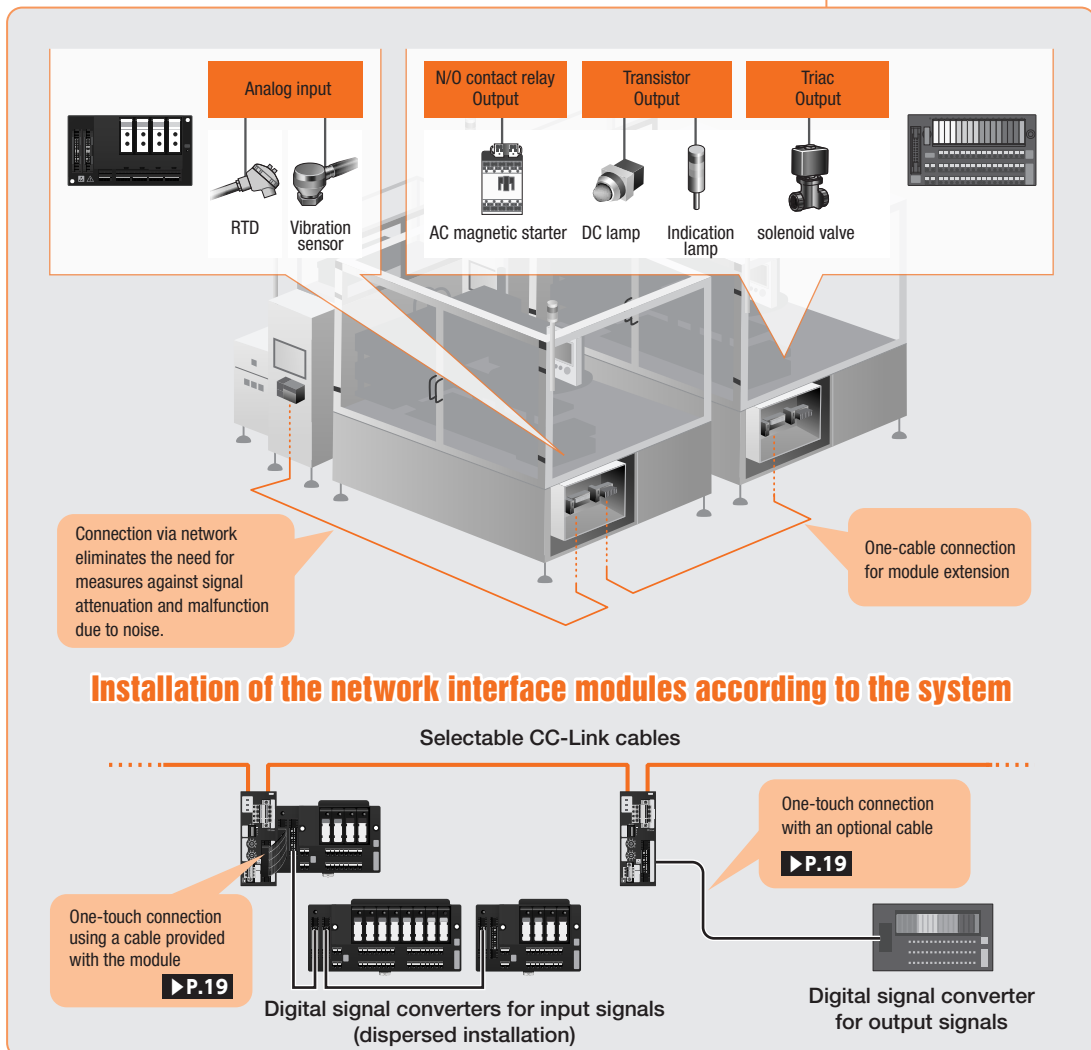 Analog input
RTD
Vibration
sensor
N/O contact relay
Output
Transistor
Output
Triac
Output
AC magnetic starter
DC lamp
Indication
lamp
solenoid valve
Connection via network
eliminates the need for
measures against signal
attenuation and malfunction
due to noise.
One-cable connection
for module extension
Installation of the network interface modules according to the system
Selectable CC-Link cables
One-touch connection
with an optional cable
▶P.19
One-touch connection
using a cable provided
with the module
▶P.19
Digital signal converters for input signals
(dispersed installation)
Digital signal converter
for output signals